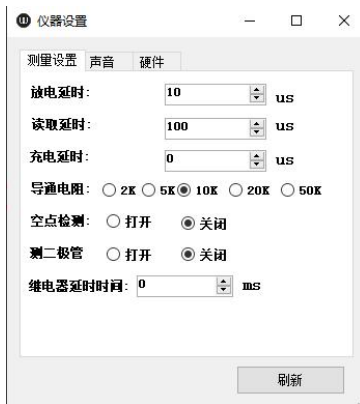 仪器设置
测量设置 声音 硬件
放电延时: 10 us
读取延时: 100 us
充电延时: 0 us
导通电阻: 2K 5K 10K 20K 50K
空点检测: 打开 关闭
测二极管 打开 关闭
继电器延时时间: 0 ms
刷新